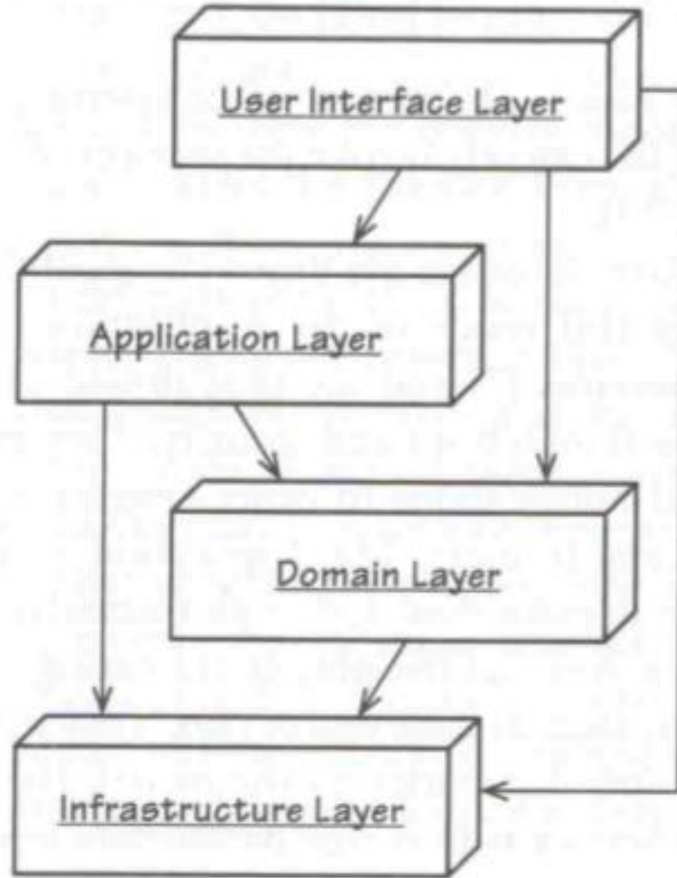 User Interface Layer
Application Layer
Domain Layer
Infrastructure Layer